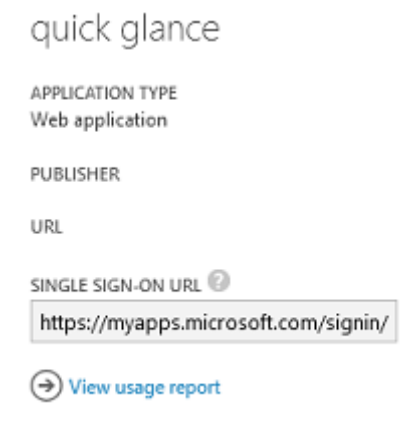 quick glance
APPLICATION TYPE
Web application
PUBLISHER
URL
SINGLE SIGN-ON URL ?
https://myapps.microsoft.com/signin/
View usage report